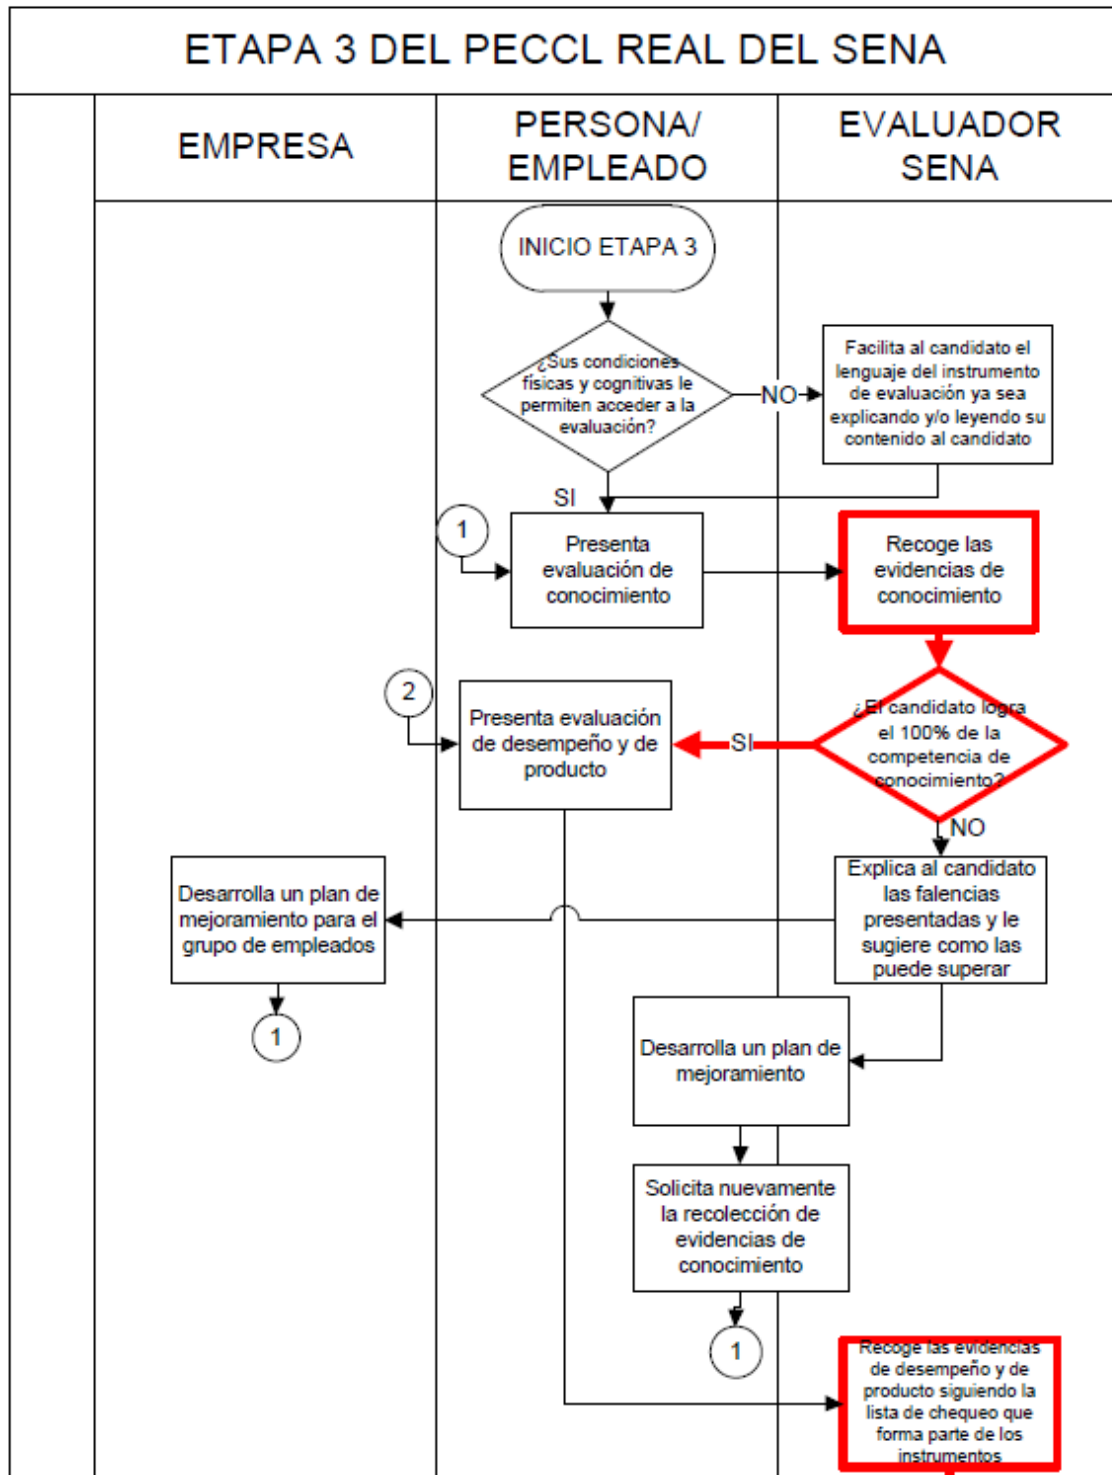 ETAPA 3 DEL PECCL REAL DEL SENA
EMPRESA
PERSONA/
EMPLEADO
EVALUADOR
SENA
INICIO ETAPA 3
¿Sus condiciones
físicas y cognitivas le
permiten acceder a la
evaluación?
NO
Facilita al candidato el
lenguaje del instrumento
de evaluación ya sea
explicando y/o leyendo su
contenido al candidato
SI
1
Presenta
evaluación de
conocimiento
Recoge las
evidencias de
conocimiento
2
Presenta evaluación
de desempeño y de
producto
SI
¿El candidato logra
el 100% de la
competencia de
conocimiento?
NO
Desarrolla un plan de
mejoramiento para el
grupo de empleados
Explica al candidato
las falencias
presentadas y le
sugiere como las
puede superar
1
Desarrolla un plan de
mejoramiento
Solicita nuevamente
la recolección de
evidencias de
conocimiento
1
Recoge las evidencias
de desempeño y de
producto siguiendo la
lista de chequeo que
forma parte de los
instrumentos